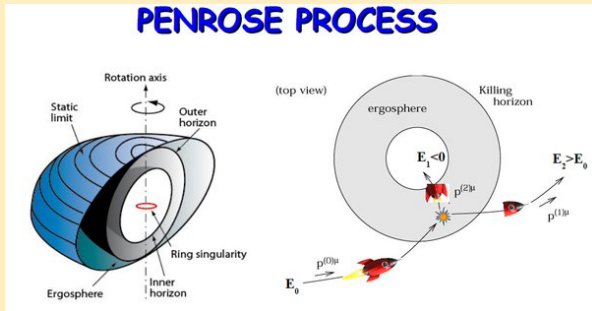 PENROSE PROCESS
Rotation axis
Static
limit
Outer
horizon
Ring singularity
Inner
horizon
Ergosphere
(top view)
Killing
horizon
ergosphere
E₁<0
E₂>E₀
p⁽²⁾ᵘ
p⁽¹⁾ᵘ
p⁽⁰⁾ᵘ
E₀